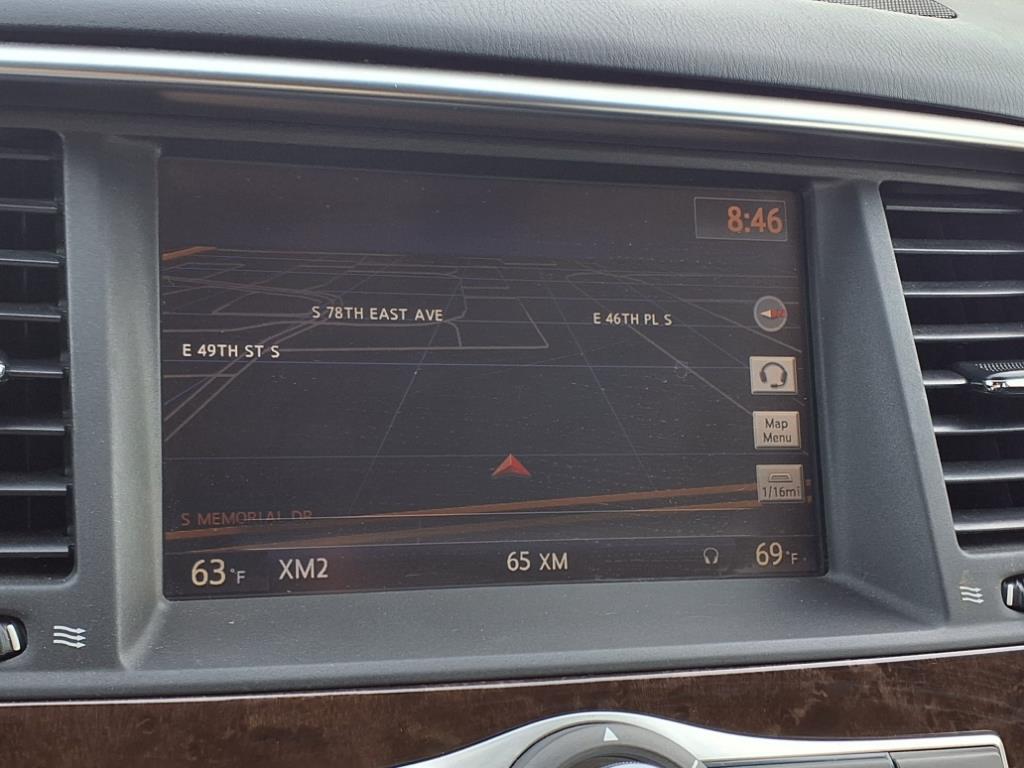 8:46
S 78TH EAST AVE
E 46TH PL S
E 49TH ST S
Map
Menu
1/16mi
S MEMORIAL DR
63°F XM2 65 XM 69°F